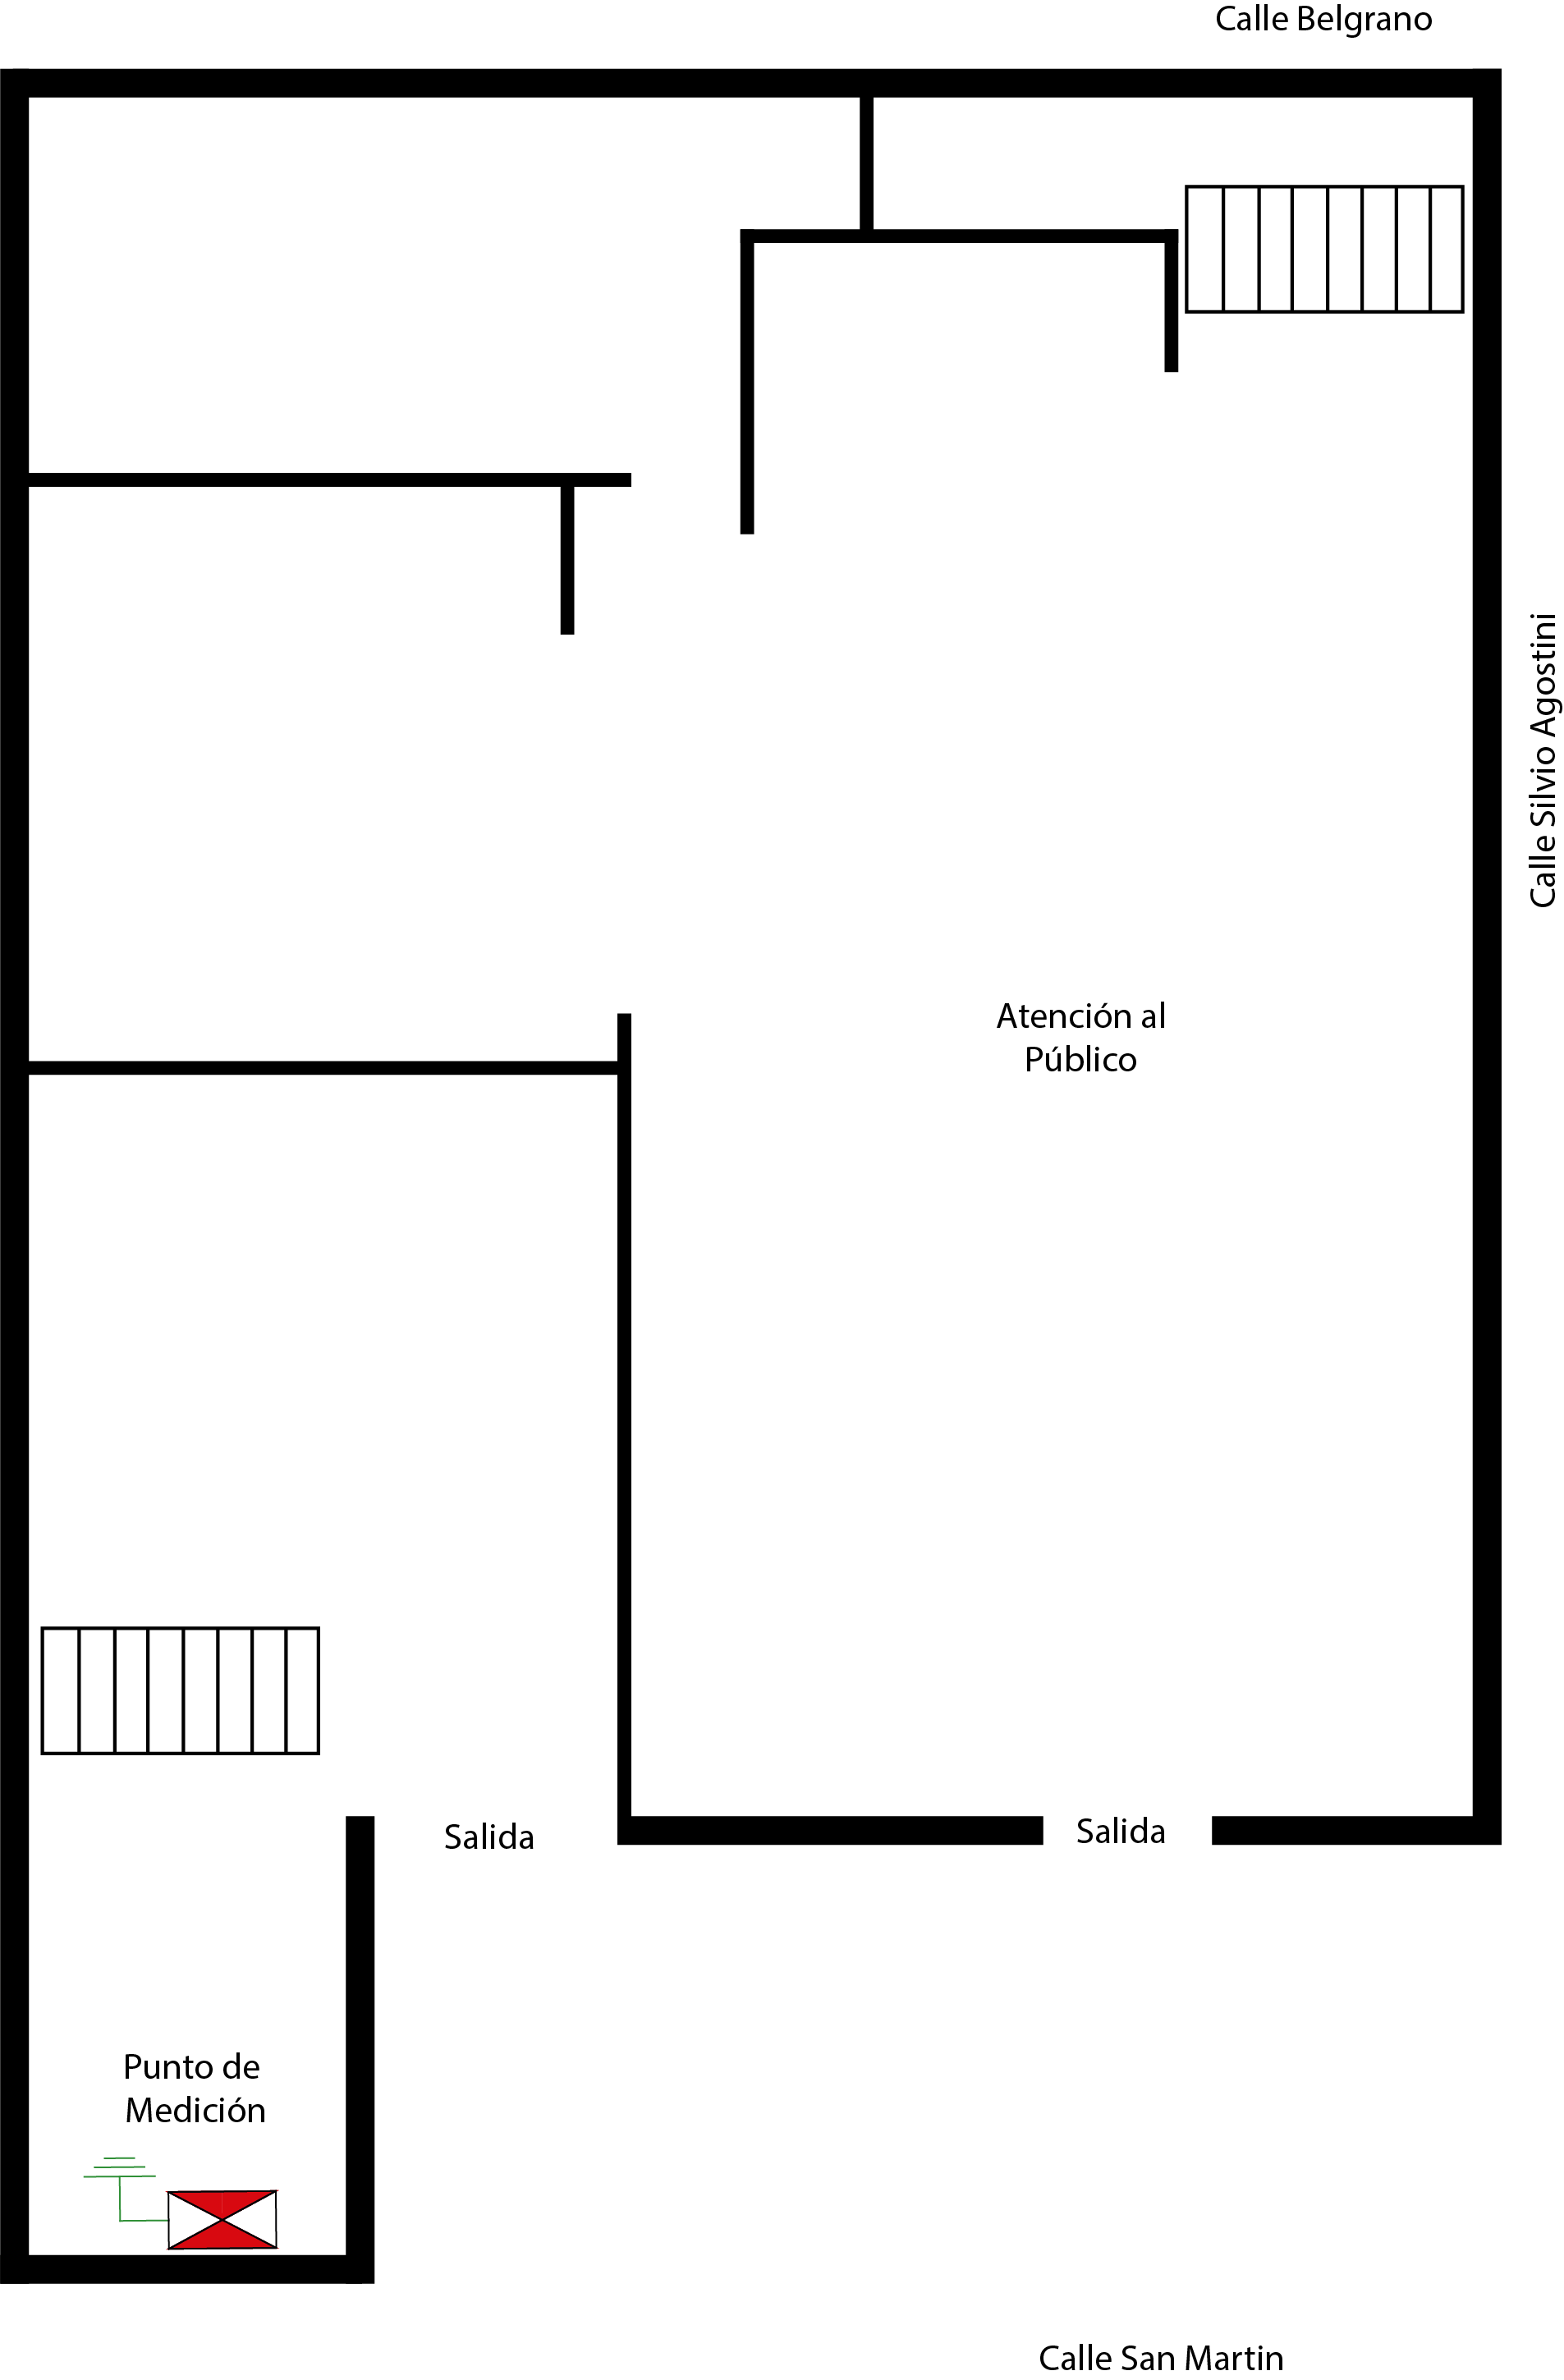 Calle Belgrano
Calle Silvio Agostini
Atención al
Público
Salida
Salida
Punto de
Medición
Calle San Martin